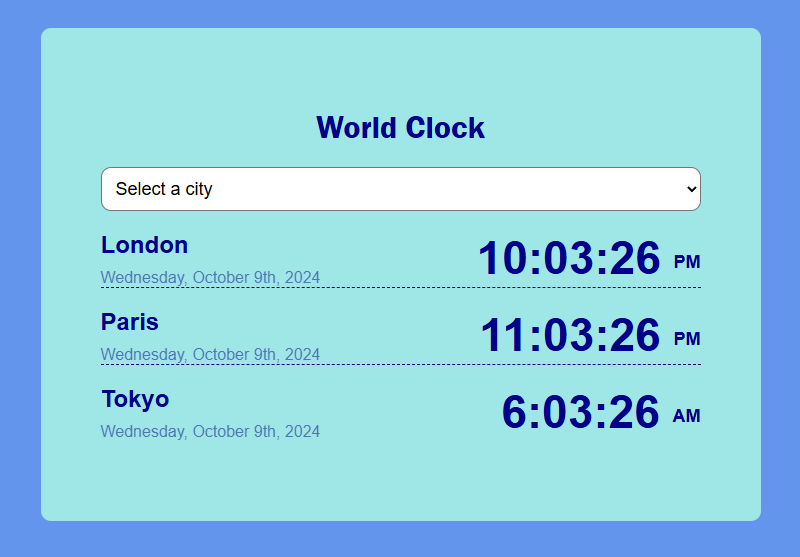 World Clock
Select a city
London
10:03:26 PM
Wednesday, October 9th, 2024
Paris
11:03:26 PM
Wednesday, October 9th, 2024
Tokyo
6:03:26 AM
Wednesday, October 9th, 2024